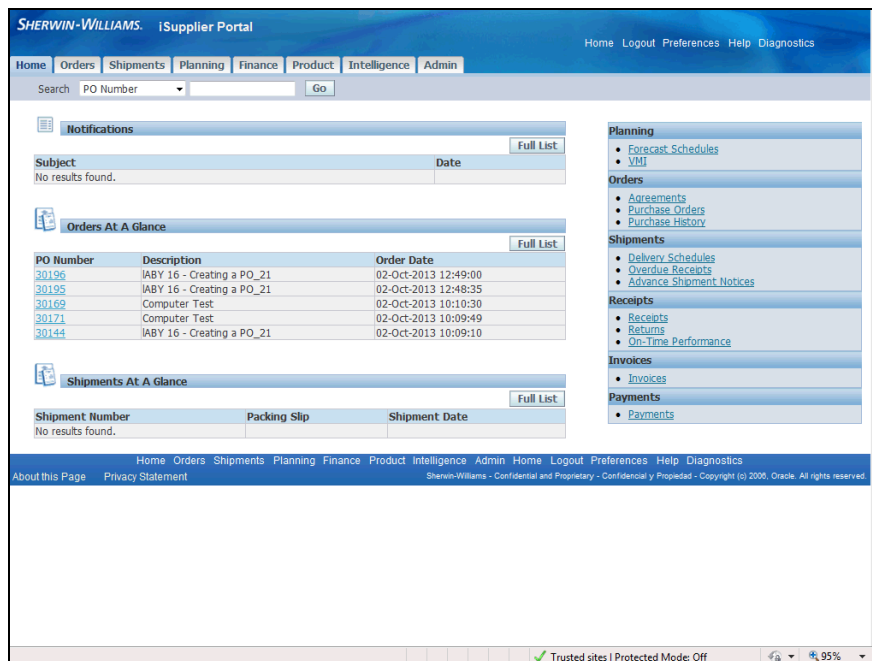 SHERWIN-WILLIAMS. iSupplier Portal
Home Logout Preferences Help Diagnostics
Home Orders Shipments Planning Finance Product Intelligence Admin
Search PO Number Go
Notifications
Full List
Subject Date
No results found.
Orders At A Glance
Full List
PO Number Description Order Date
30196 IABY 16 - Creating a PO_21 02-Oct-2013 12:49:00
30195 IABY 16 - Creating a PO_21 02-Oct-2013 12:48:35
30169 Computer Test 02-Oct-2013 10:10:30
30171 Computer Test 02-Oct-2013 10:09:49
30144 IABY 16 - Creating a PO_21 02-Oct-2013 10:09:10
Shipments At A Glance
Full List
Shipment Number Packing Slip Shipment Date
No results found.
Planning
Forecast Schedules
VMI
Orders
Agreements
Purchase Orders
Purchase History
Shipments
Delivery Schedules
Overdue Receipts
Advance Shipment Notices
Receipts
Receipts
Returns
On-Time Performance
Invoices
Invoices
Payments
Payments
Home Orders Shipments Planning Finance Product Intelligence Admin Home Logout Preferences Help Diagnostics
About this Page Privacy Statement Sherwin-Williams - Confidential and Proprietary - Confidencial y Propiedad - Copyright (c) 2006, Oracle. All rights reserved.
Trusted sites | Protected Mode: Off 95%